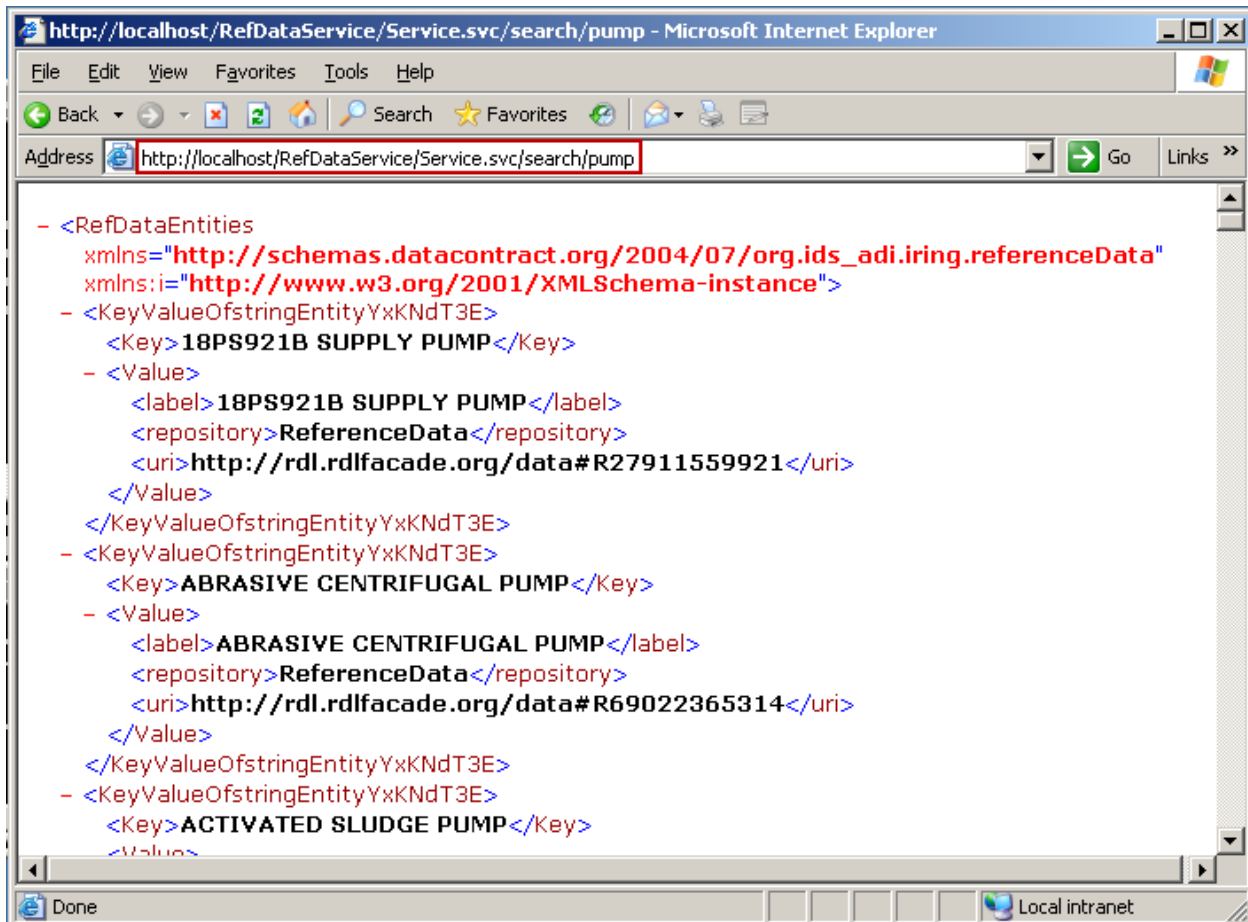 http://localhost/RefDataService/Service.svc/search/pump - Microsoft Internet Explorer
File Edit View Favorites Tools Help
Back Search Favorites
Address http://localhost/RefDataService/Service.svc/search/pump Go Links »
- <RefDataEntities
xmlns="http://schemas.datacontract.org/2004/07/org.ids_adi.iring.referenceData"
xmlns:i="http://www.w3.org/2001/XMLSchema-instance">
- <KeyValueOfstringEntityYxKNdT3E>
<Key>18PS921B SUPPLY PUMP</Key>
- <Value>
<label>18PS921B SUPPLY PUMP</label>
<repository>ReferenceData</repository>
<uri>http://rdl.rdlfacade.org/data#R27911559921</uri>
</Value>
</KeyValueOfstringEntityYxKNdT3E>
- <KeyValueOfstringEntityYxKNdT3E>
<Key>ABRASIVE CENTRIFUGAL PUMP</Key>
- <Value>
<label>ABRASIVE CENTRIFUGAL PUMP</label>
<repository>ReferenceData</repository>
<uri>http://rdl.rdlfacade.org/data#R69022365314</uri>
</Value>
</KeyValueOfstringEntityYxKNdT3E>
- <KeyValueOfstringEntityYxKNdT3E>
<Key>ACTIVATED SLUDGE PUMP</Key>
<Value>
Done Local intranet